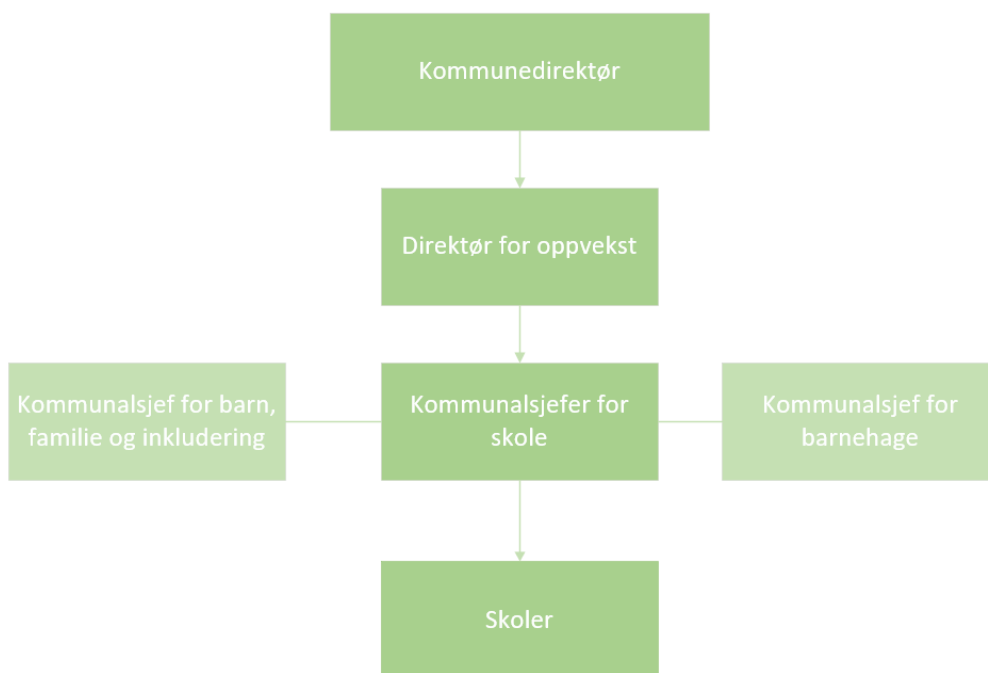 Kommunedirektør
Direktør for oppvekst
Kommunalsjef for barn,
familie og inkludering
Kommunalsjefer for
skole
Kommunalsjef for
barnehage
Skoler